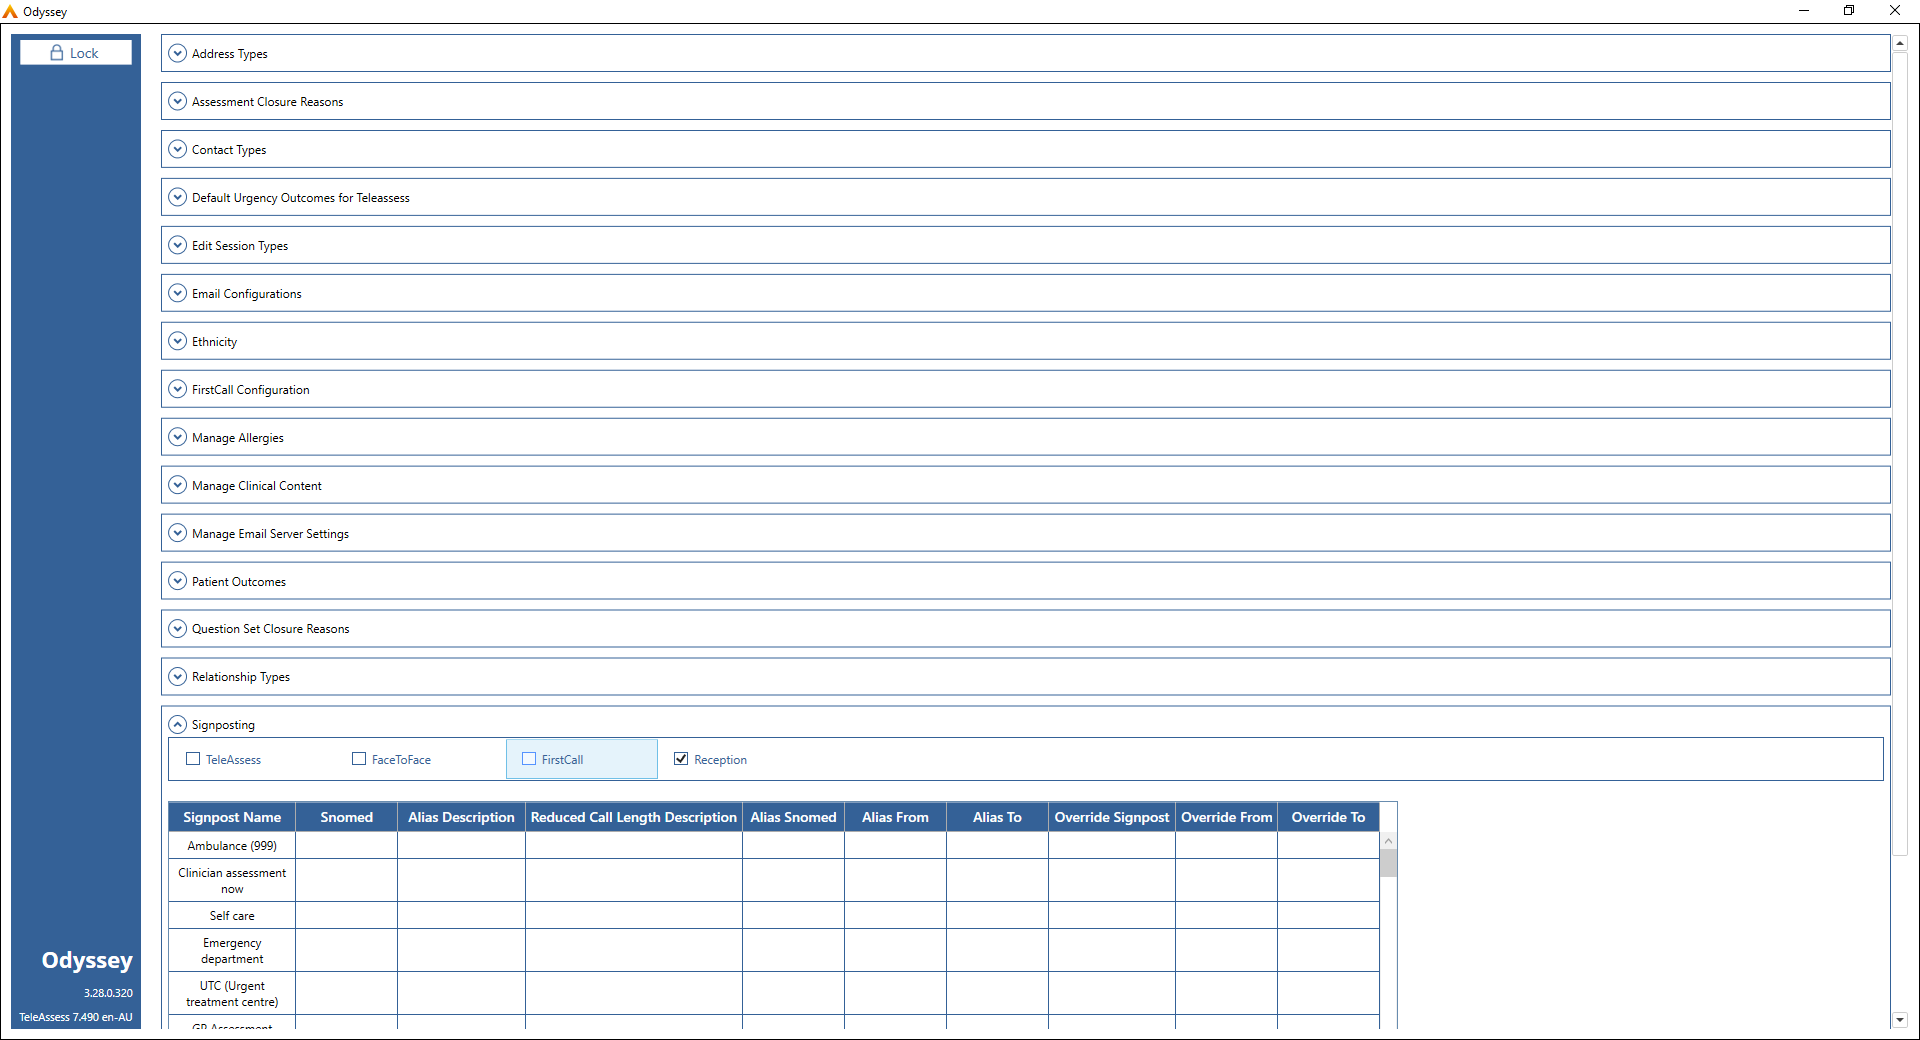 Odyssey
Lock
Address Types
Assessment Closure Reasons
Contact Types
Default Urgency Outcomes for Teleassess
Edit Session Types
Email Configurations
Ethnicity
FirstCall Configuration
Manage Allergies
Manage Clinical Content
Manage Email Server Settings
Patient Outcomes
Question Set Closure Reasons
Relationship Types
Signposting
TeleAssess FaceToFace FirstCall Reception
Signpost Name Snomed Alias Description Reduced Call Length Description Alias Snomed Alias From Alias To Override Signpost Override From Override To
Ambulance (999)
Clinician assessment
now
Self care
Emergency
department
UTC (Urgent
treatment centre)
GP Assessment
Odyssey
3.28.0.320
TeleAssess 7.490 en-AU